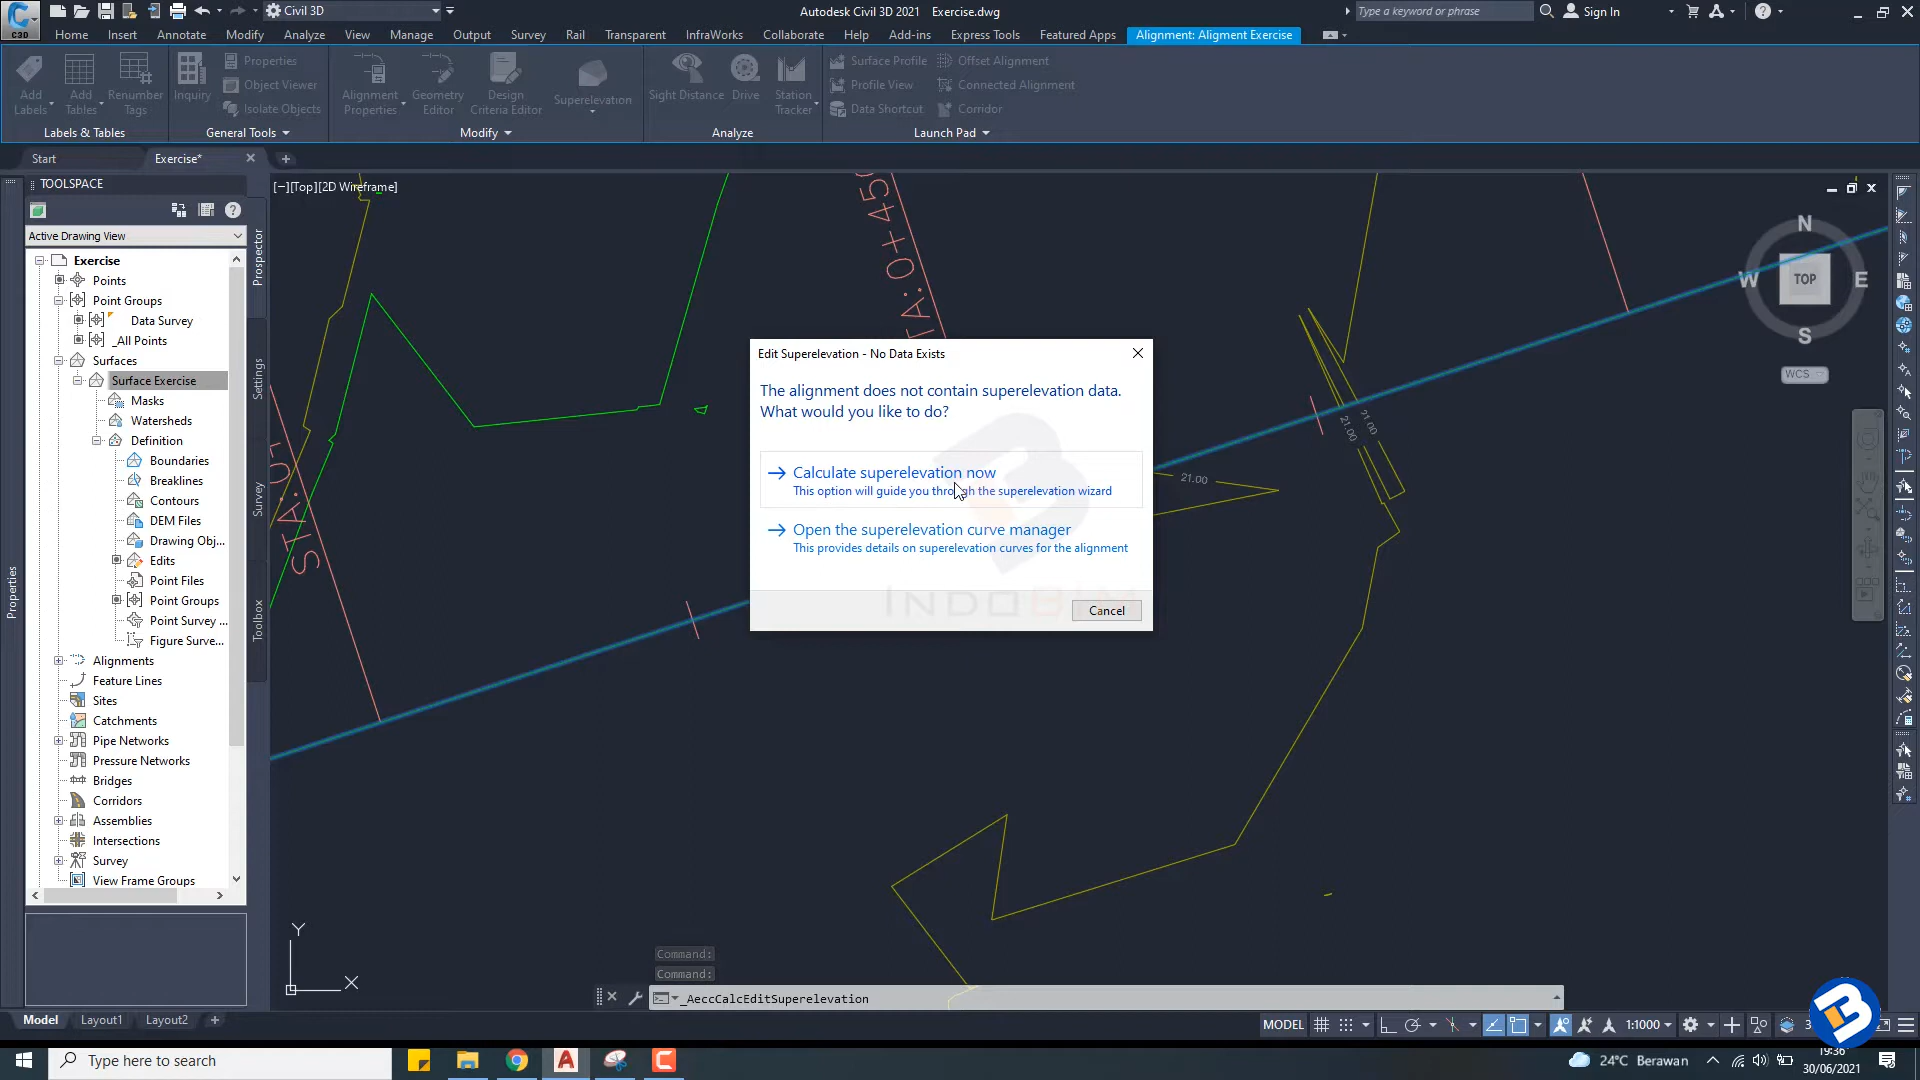 Civil 3D
Autodesk Civil 3D 2021 Exercise.dwg
Type a keyword or phrase
Sign In
C3D
Home Insert Annotate Modify Analyze View Manage Output Survey Rail Transparent InfraWorks Collaborate Help Add-ins Express Tools Featured Apps Alignment: Aligment Exercise
Add Labels
Add Tables
Renumber Tags
Labels & Tables
Inquiry
Properties
Object Viewer
Isolate Objects
General Tools
Alignment Properties
Geometry Editor
Design Criteria Editor
Superelevation
Modify
Sight Distance
Drive
Station Tracker
Analyze
Surface Profile
Profile View
Data Shortcut
Offset Alignment
Connected Alignment
Corridor
Launch Pad
Start
Exercise*
TOOLSPACE
Active Drawing View
Exercise
Points
Point Groups
Data Survey
_All Points
Surfaces
Surface Exercise
Masks
Watersheds
Definition
Boundaries
Breaklines
Contours
DEM Files
Drawing Obj...
Edits
Point Files
Point Groups
Point Survey ...
Figure Surve...
Alignments
Feature Lines
Sites
Catchments
Pipe Networks
Pressure Networks
Bridges
Corridors
Assemblies
Intersections
Survey
View Frame Groups
Prospector
Settings
Survey
Toolbox
Properties
[−][Top][2D Wireframe]
N
W
TOP
E
S
WCS
21.00
21.00
21.00
Edit Superelevation - No Data Exists
The alignment does not contain superelevation data.
What would you like to do?
Calculate superelevation now
This option will guide you through the superelevation wizard
Open the superelevation curve manager
This provides details on superelevation curves for the alignment
Cancel
INDOBIM
Y
X
Command:
Command:
_AeccCalcEditSuperelevation
Model Layout1 Layout2
MODEL
1:1000
Type here to search
24°C Berawan
19:36
30/06/2021